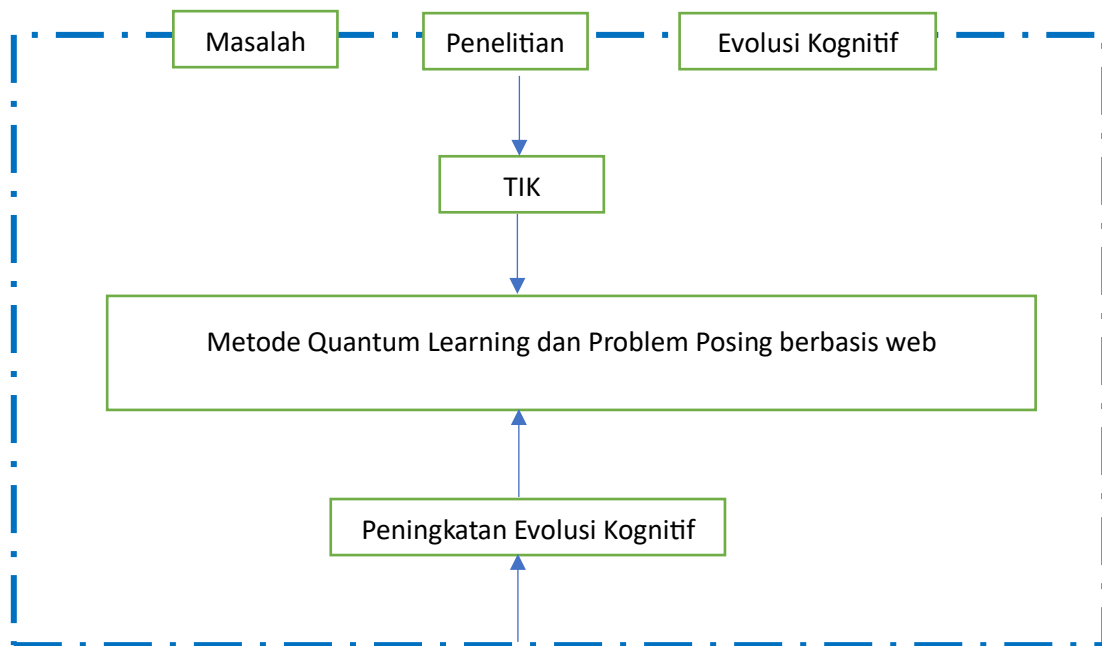 Masalah
Penelitian
Evolusi Kognitif
TIK
Metode Quantum Learning dan Problem Posing berbasis web
Peningkatan Evolusi Kognitif